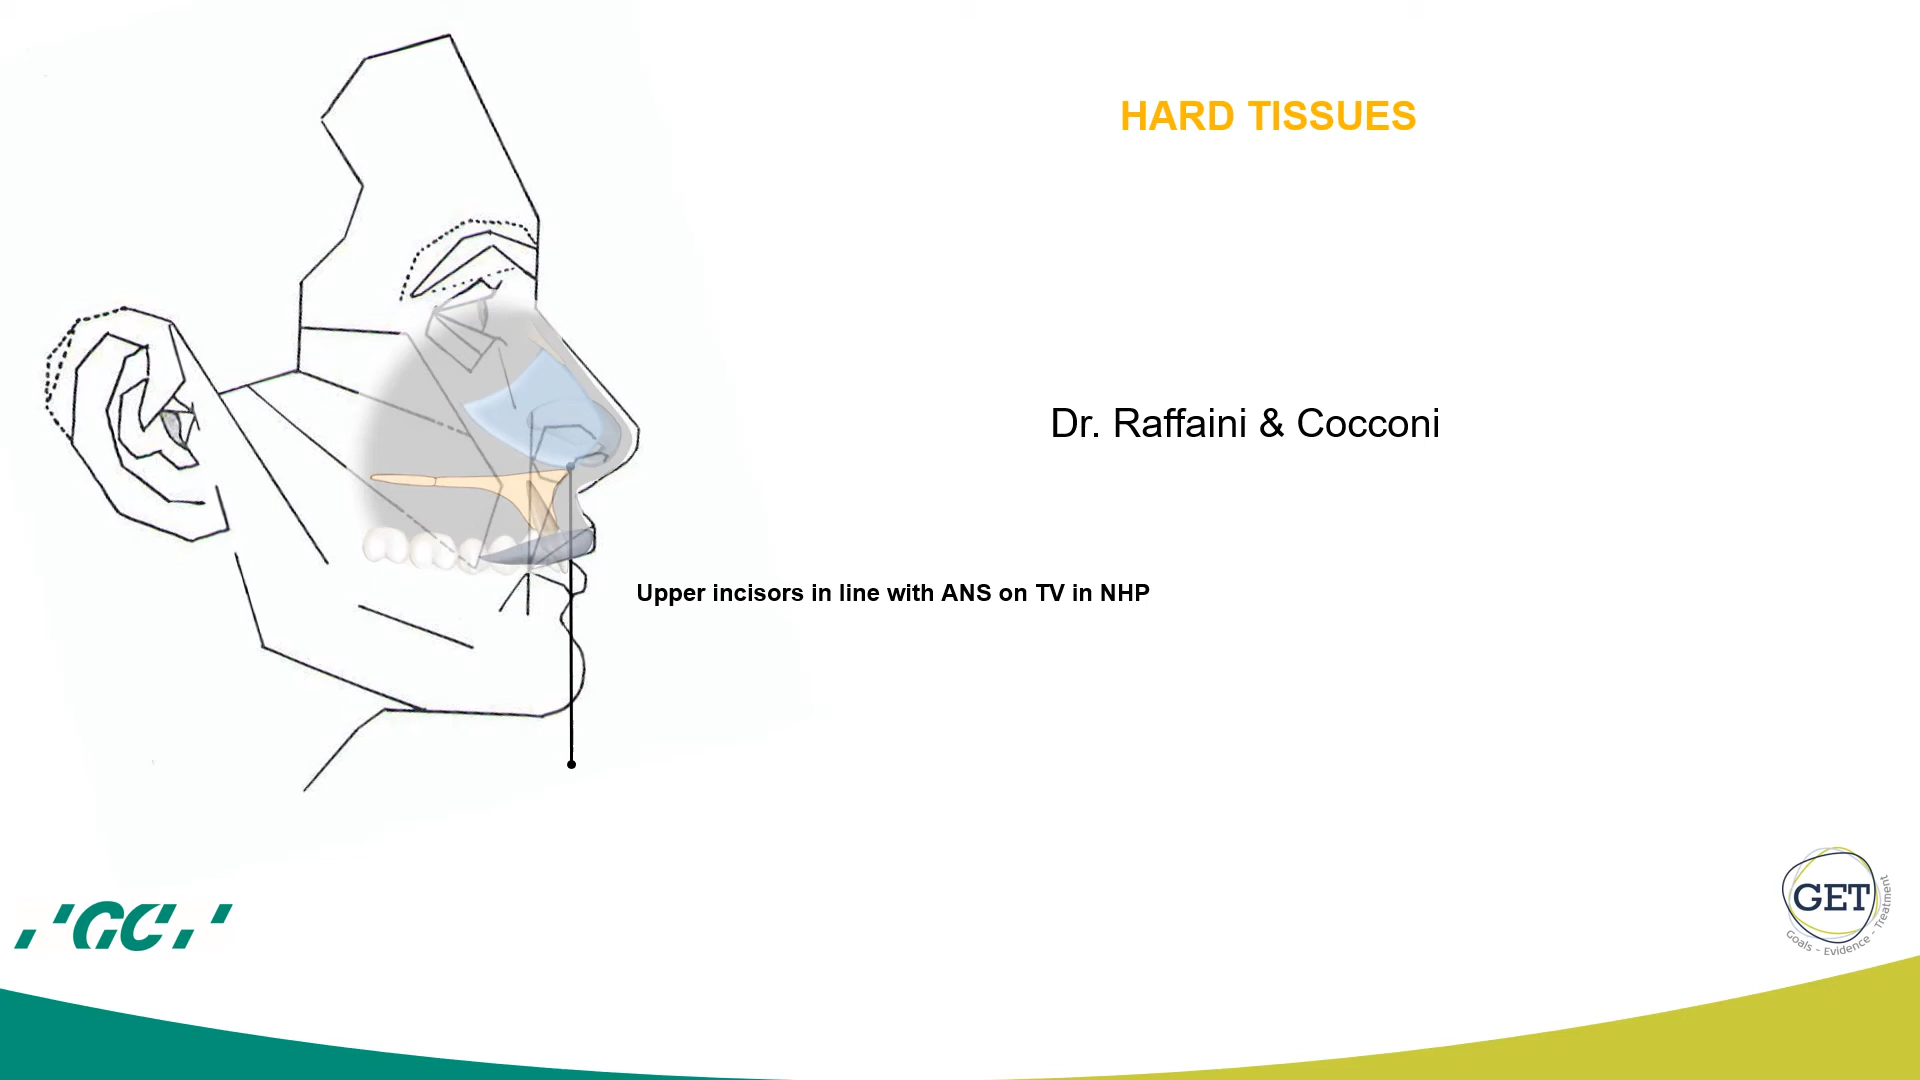 HARD TISSUES
Dr. Raffaini & Cocconi
Upper incisors in line with ANS on TV in NHP
GC
GET
Goals - Evidence - Treatment